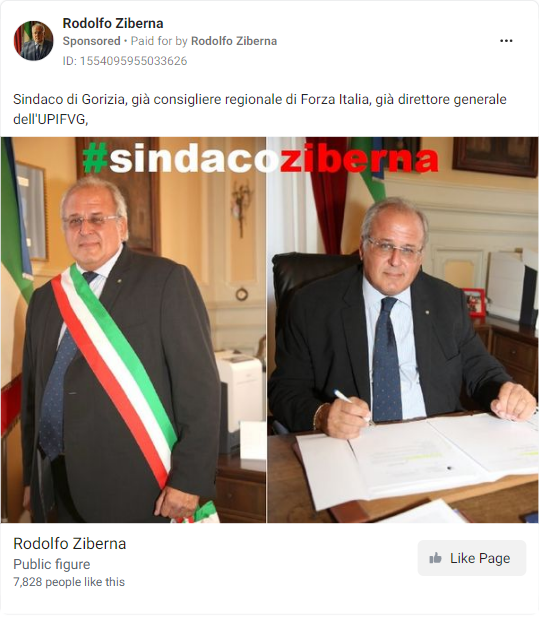 Rodolfo Ziberna
Sponsored • Paid for by Rodolfo Ziberna
ID: 1554095955033626
Sindaco di Gorizia, già consigliere regionale di Forza Italia, già direttore generale
dell'UPIFVG,
#sindacoziberna
Rodolfo Ziberna
Public figure
7,828 people like this
Like Page